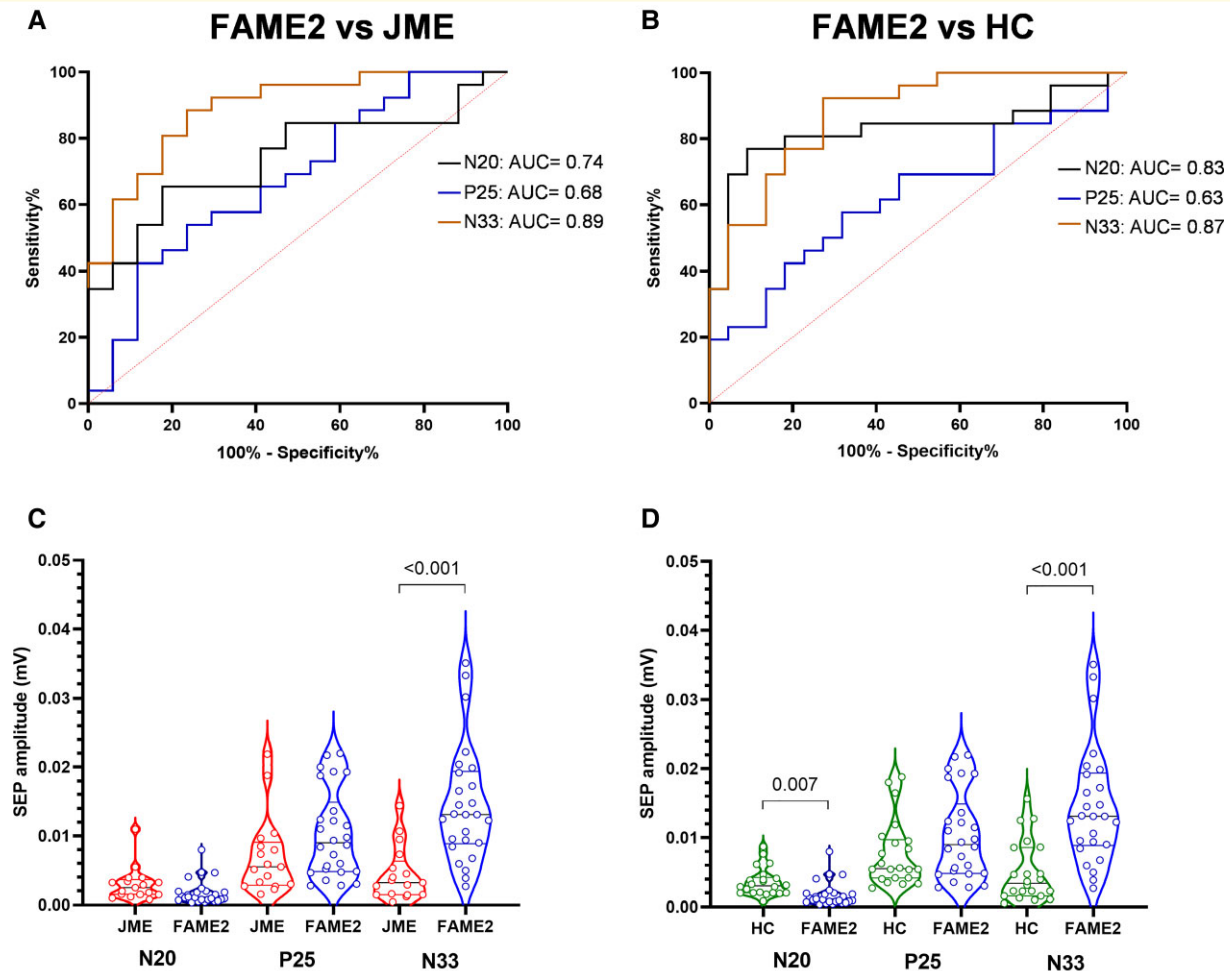 A
FAME2 vs JME
100
80
60
40
20
0
Sensitivity%
N20: AUC= 0.74
P25: AUC= 0.68
N33: AUC= 0.89
0 20 40 60 80 100
100% - Specificity%
B
FAME2 vs HC
100
80
60
40
20
0
Sensitivity%
N20: AUC= 0.83
P25: AUC= 0.63
N33: AUC= 0.87
0 20 40 60 80 100
100% - Specificity%
C
0.05
0.04
0.03
0.02
0.01
0.00
SEP amplitude (mV)
<0.001
JME FAME2 JME FAME2 JME FAME2
N20 P25 N33
D
0.05
0.04
0.03
0.02
0.01
0.00
SEP amplitude (mV)
0.007
<0.001
HC FAME2 HC FAME2 HC FAME2
N20 P25 N33